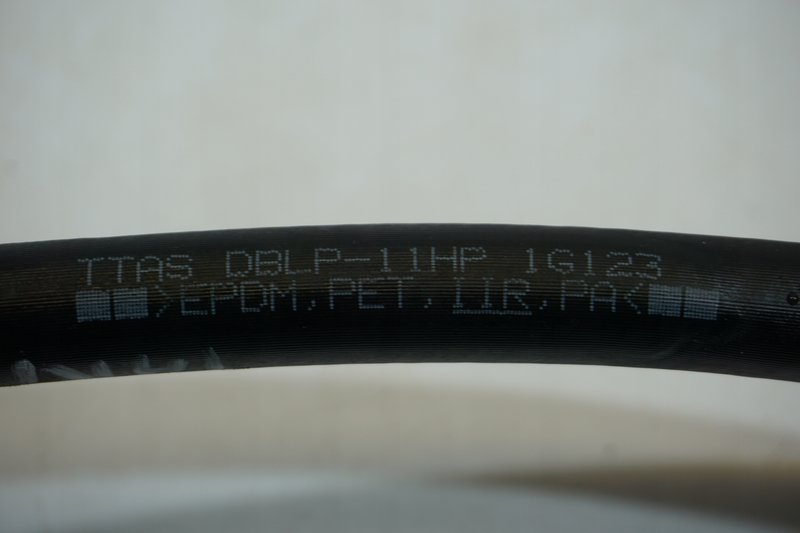 TTAS DBLP-11HP 1G123
>EPDM,PET,IIR,PA<